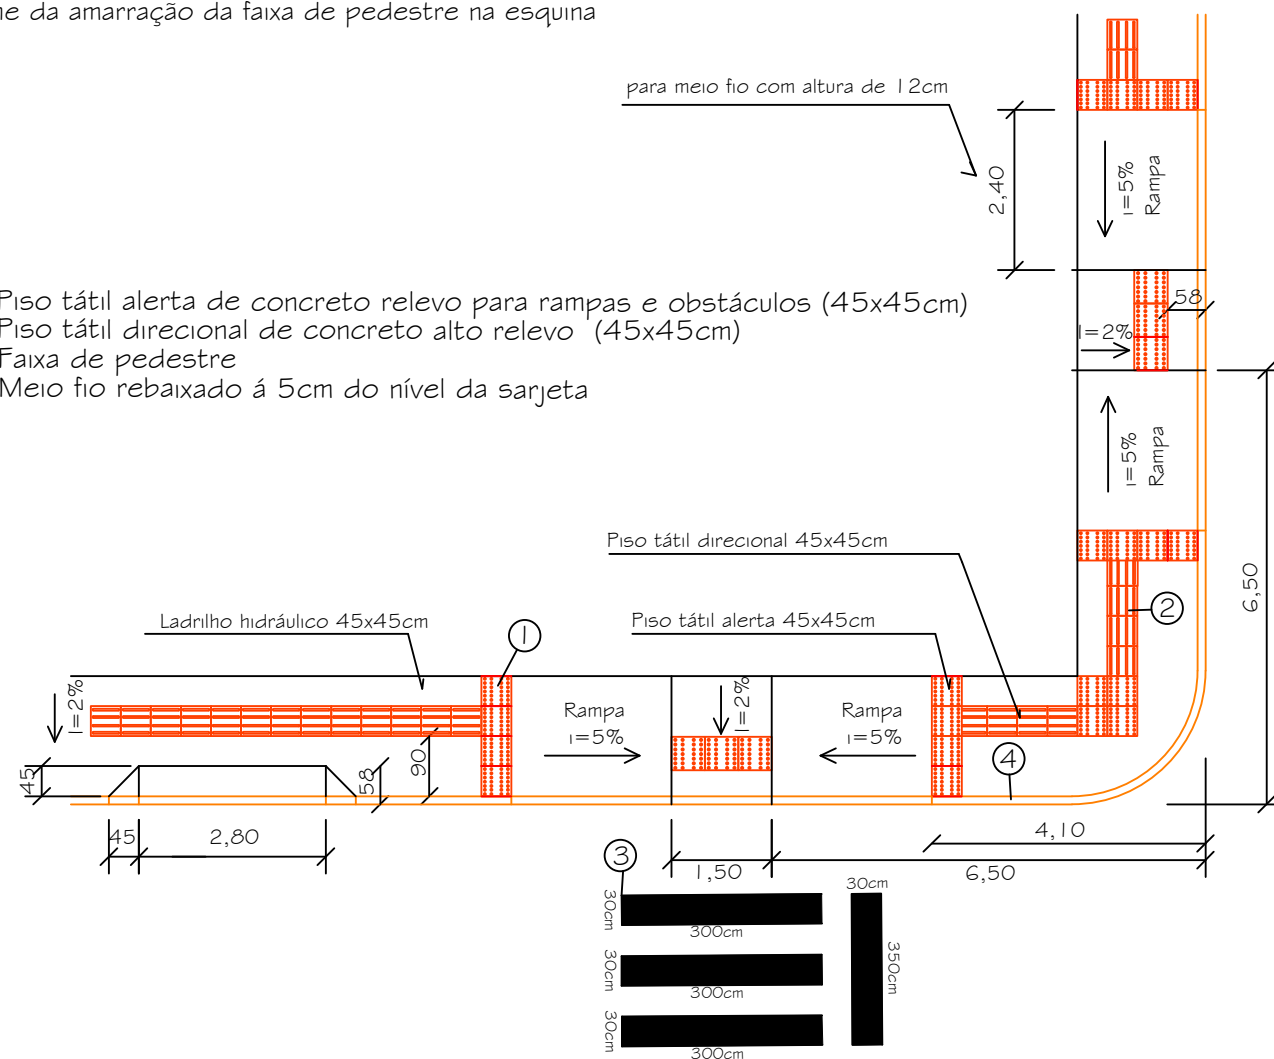 da amarração da faixa de pedestre na esquina
para meio fio com altura de 12cm
2,40
i=5%
Rampa
58
i=2%
Piso tátil alerta de concreto relevo para rampas e obstáculos (45x45cm)
Piso tátil direcional de concreto alto relevo (45x45cm)
Faixa de pedestre
Meio fio rebaixado á 5cm do nível da sarjeta
i=5%
Rampa
6,50
Piso tátil direcional 45x45cm
2
Ladrilho hidráulico 45x45cm
1
Piso tátil alerta 45x45cm
i=2%
Rampa
i=5%
i=2%
Rampa
i=5%
90
4
45
58
45
2,80
4,10
1,50
6,50
3
30cm
300cm
30cm
350cm
30cm
300cm
30cm
300cm